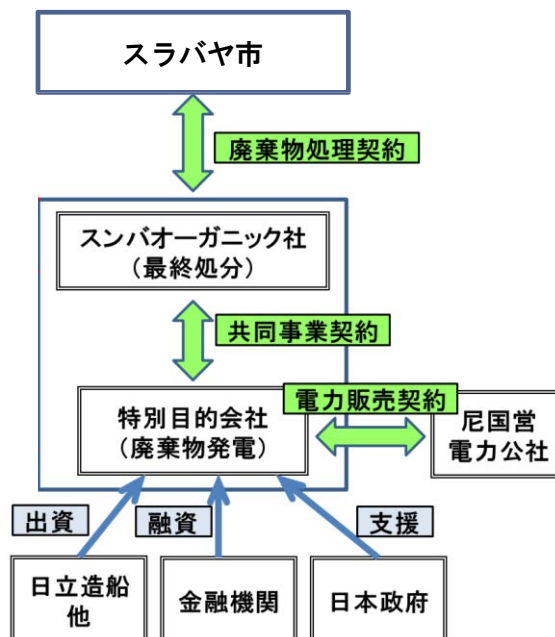 スラバヤ市
廃棄物処理契約
スンバオーガニック社
（最終処分）
共同事業契約
電力販売契約
特別目的会社
（廃棄物発電）
尼国営
電力公社
出資
融資
支援
日立造船
他
金融機関
日本政府